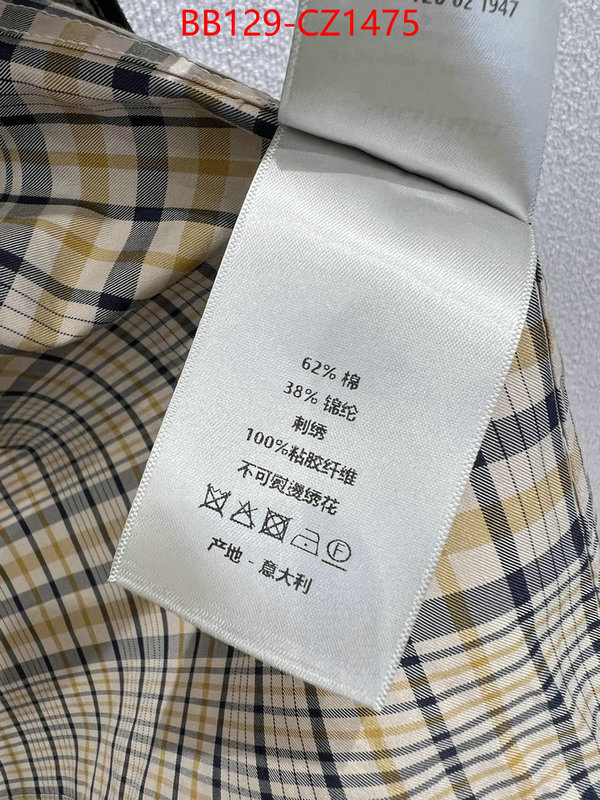 BB129-CZ1475
62% 棉
38% 锦纶
刺绣
100%粘胶纤维
不可熨烫绣花
F
产地 - 意大利